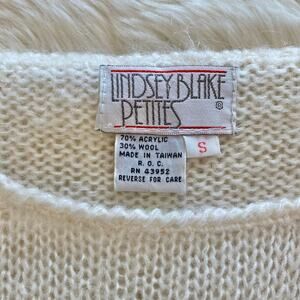 LINDSEY BLAKE
PETITES ®
70% ACRYLIC
30% WOOL
MADE IN TAIWAN
R. O. C.
RN 43952
REVERSE FOR CARE
S